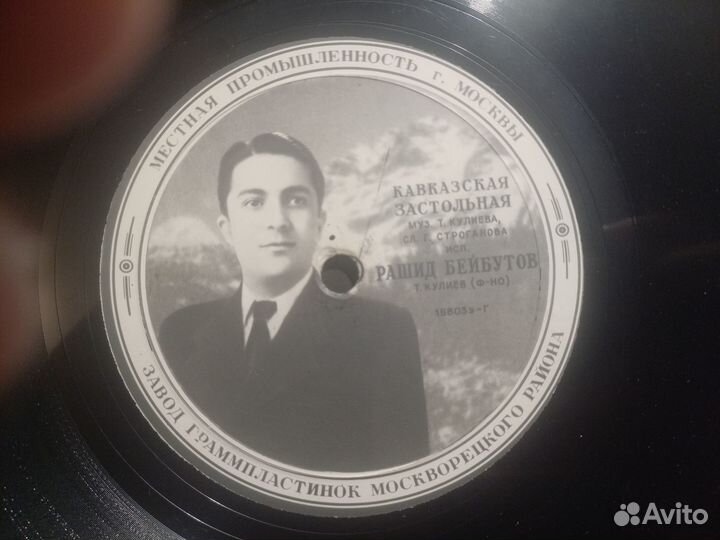 МЕСТНАЯ ПРОМЫШЛЕННОСТЬ г. МОСКВЫ
КАВКАЗСКАЯ
ЗАСТОЛЬНАЯ
МУЗ. Т. КУЛИЕВА,
СЛ. Г. СТРОГАНОВА
ИСП.
РАШИД БЕЙБУТОВ
Т. КУЛИЕВ (Ф-НО)
ЗАВОД ГРАММПЛАСТИНОК МОСКВОРЕЦКОГО РАЙОНА
Avito